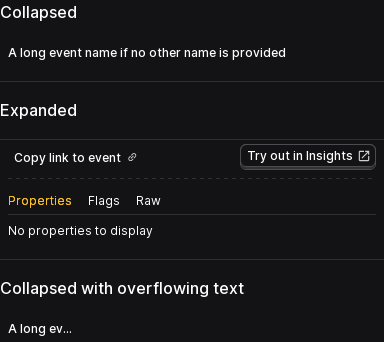 Collapsed
A long event name if no other name is provided
Expanded
Copy link to event
Try out in Insights
Properties Flags Raw
No properties to display
Collapsed with overflowing text
A long ev...